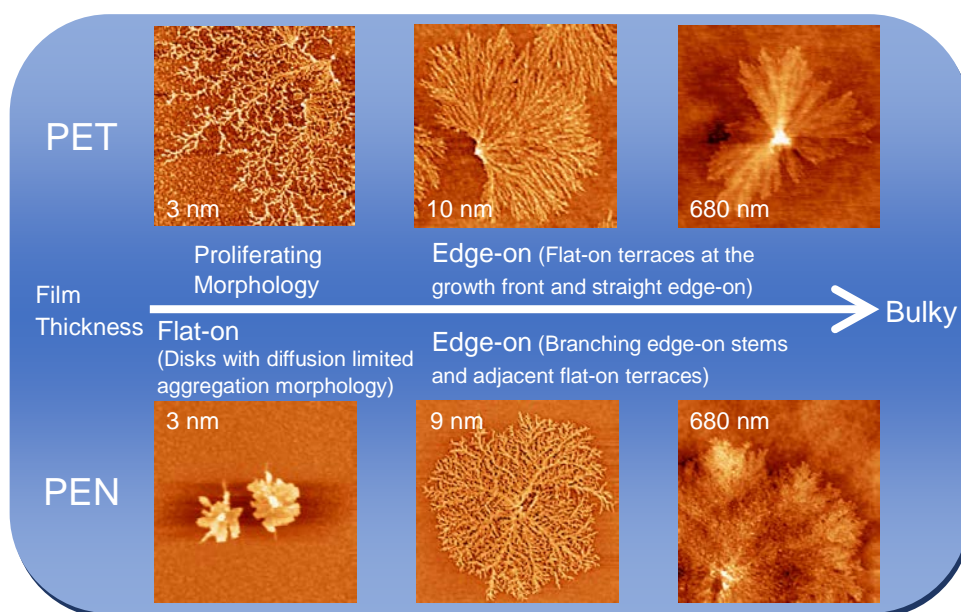 PET
3 nm
10 nm
680 nm
Proliferating
Morphology
Edge-on (Flat-on terraces at the
growth front and straight edge-on)
Film
Thickness
Bulky
Flat-on
(Disks with diffusion limited
aggregation morphology)
Edge-on (Branching edge-on stems
and adjacent flat-on terraces)
PEN
3 nm
9 nm
680 nm